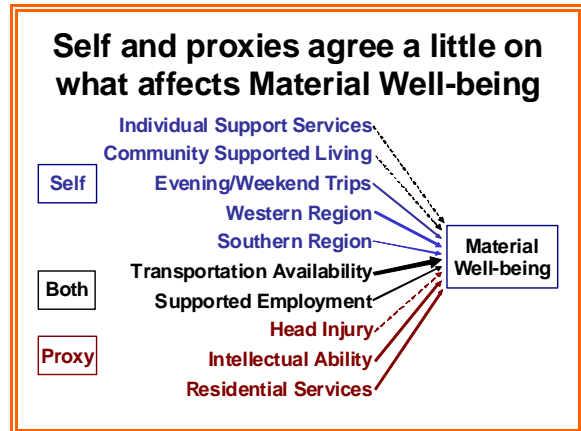 Self and proxies agree a little on
what affects Material Well-being
Individual Support Services
Community Supported Living
Self
Evening/Weekend Trips
Western Region
Southern Region
Material
Well-being
Transportation Availability
Both
Supported Employment
Head Injury
Proxy
Intellectual Ability
Residential Services